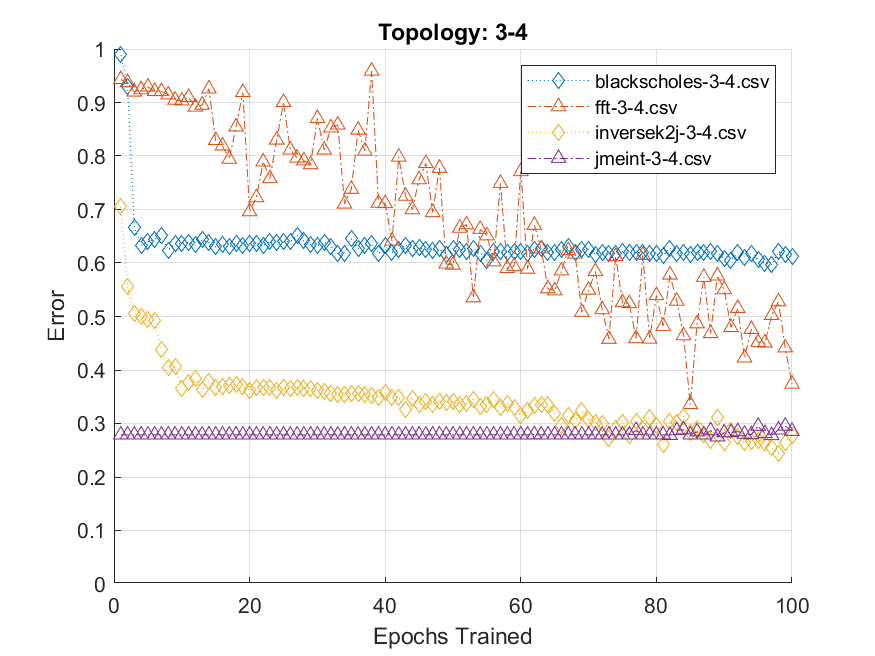 Topology: 3-4
1
0.9
0.8
0.7
0.6
0.5
0.4
0.3
0.2
0.1
0
Error
blackscholes-3-4.csv
fft-3-4.csv
inversek2j-3-4.csv
jmeint-3-4.csv
0 20 40 60 80 100
Epochs Trained